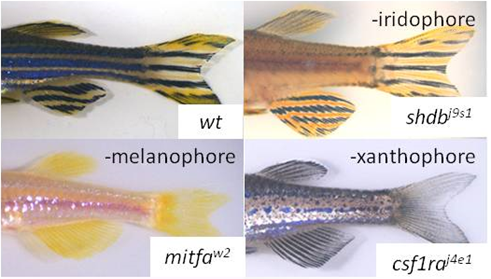 -iridophore
wt
shdbj9s1
-melanophore
-xanthophore
mitfaw2
csf1raj4e1